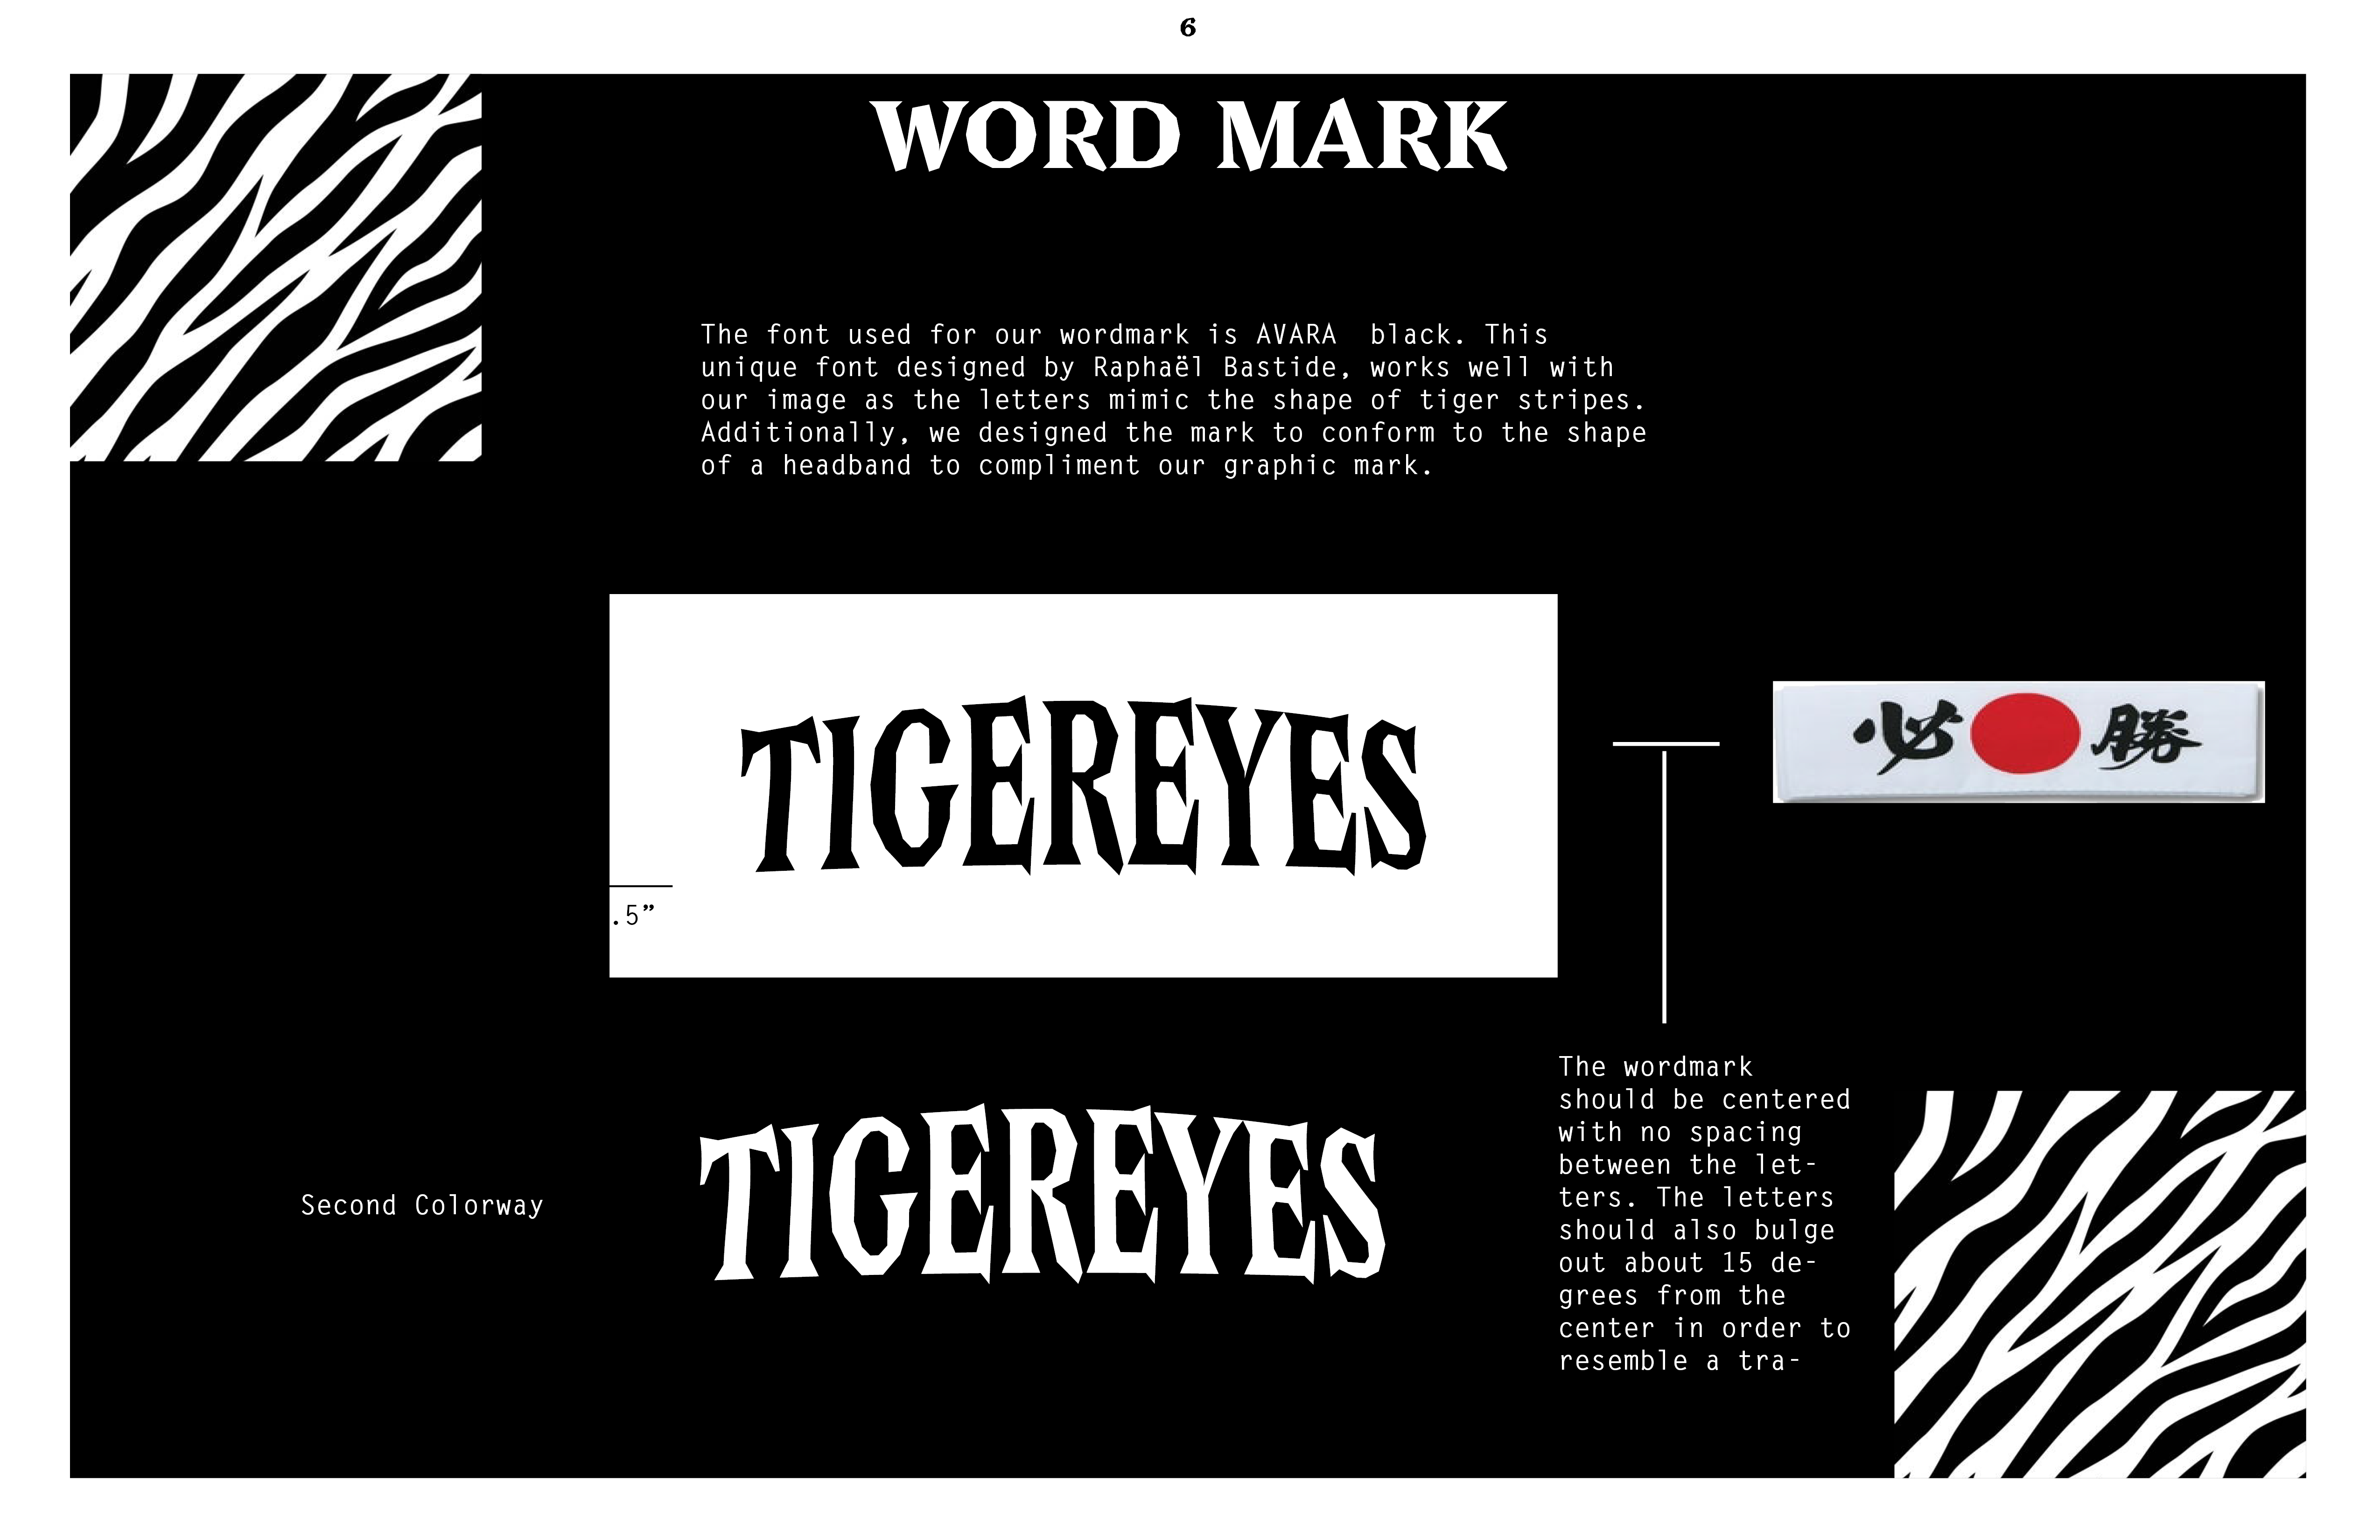 6
WORD MARK
The font used for our wordmark is AVARA  black. This
unique font designed by Raphaël Bastide, works well with
our image as the letters mimic the shape of tiger stripes.
Additionally, we designed the mark to conform to the shape
of a headband to compliment our graphic mark.
TIGEREYES
必勝
.5”
TIGEREYES
Second Colorway
The wordmark
should be centered
with no spacing
between the let-
ters. The letters
should also bulge
out about 15 de-
grees from the
center in order to
resemble a tra-